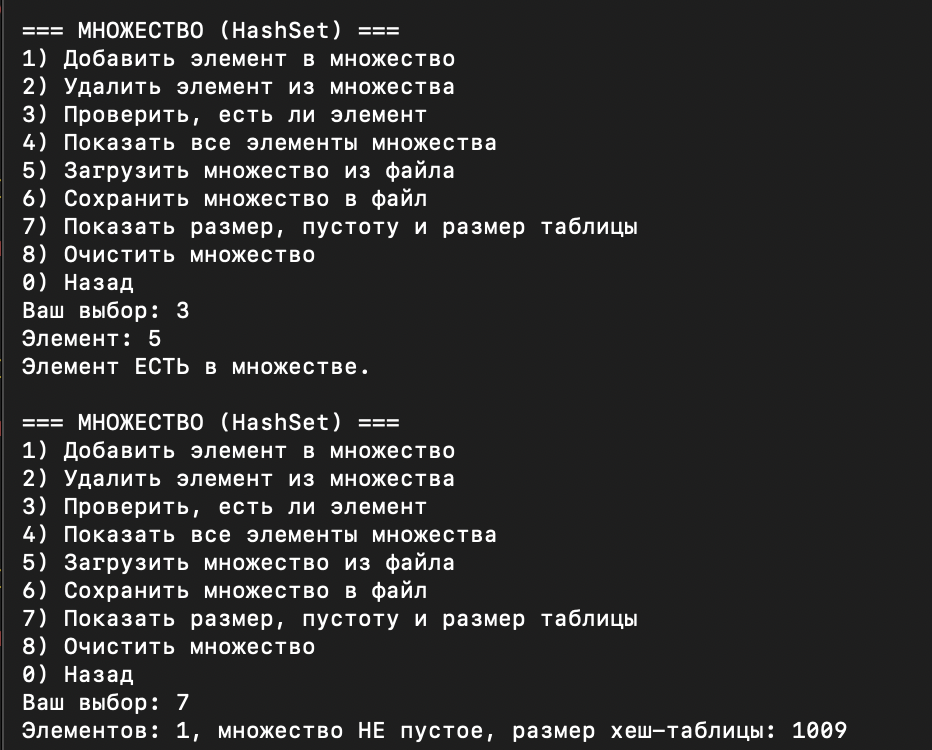 === МНОЖЕСТВО (HashSet) ===
1) Добавить элемент в множество
2) Удалить элемент из множества
3) Проверить, есть ли элемент
4) Показать все элементы множества
5) Загрузить множество из файла
6) Сохранить множество в файл
7) Показать размер, пустоту и размер таблицы
8) Очистить множество
0) Назад
Ваш выбор: 3
Элемент: 5
Элемент ЕСТЬ в множестве.

=== МНОЖЕСТВО (HashSet) ===
1) Добавить элемент в множество
2) Удалить элемент из множества
3) Проверить, есть ли элемент
4) Показать все элементы множества
5) Загрузить множество из файла
6) Сохранить множество в файл
7) Показать размер, пустоту и размер таблицы
8) Очистить множество
0) Назад
Ваш выбор: 7
Элементов: 1, множество НЕ пустое, размер хеш-таблицы: 1009